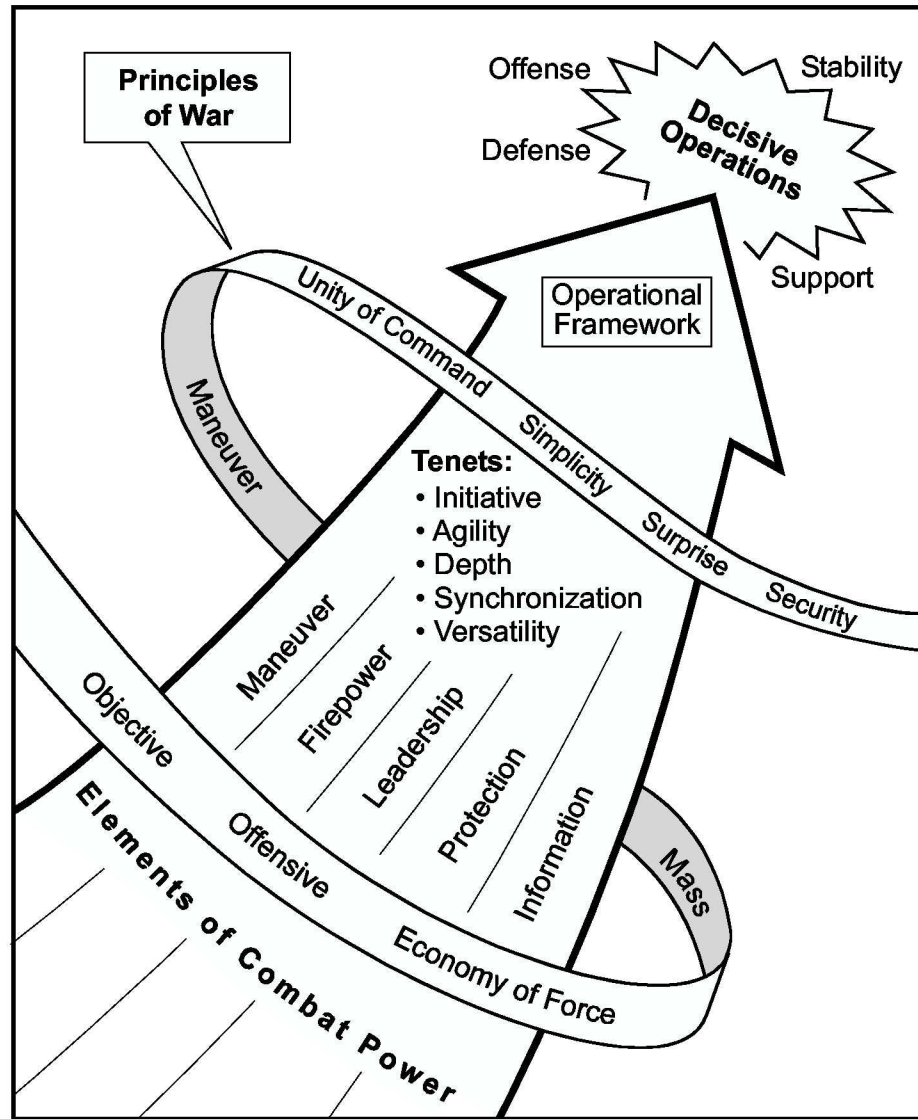 Principles
of War
Offense
Stability
Defense
Decisive
Operations
Support
Operational
Framework
Unity of Command
Simplicity
Surprise
Security
Maneuver
Tenets:
• Initiative
• Agility
• Depth
• Synchronization
• Versatility
Maneuver
Firepower
Leadership
Protection
Information
Objective
Offensive
Economy of Force
Mass
Elements of Combat Power